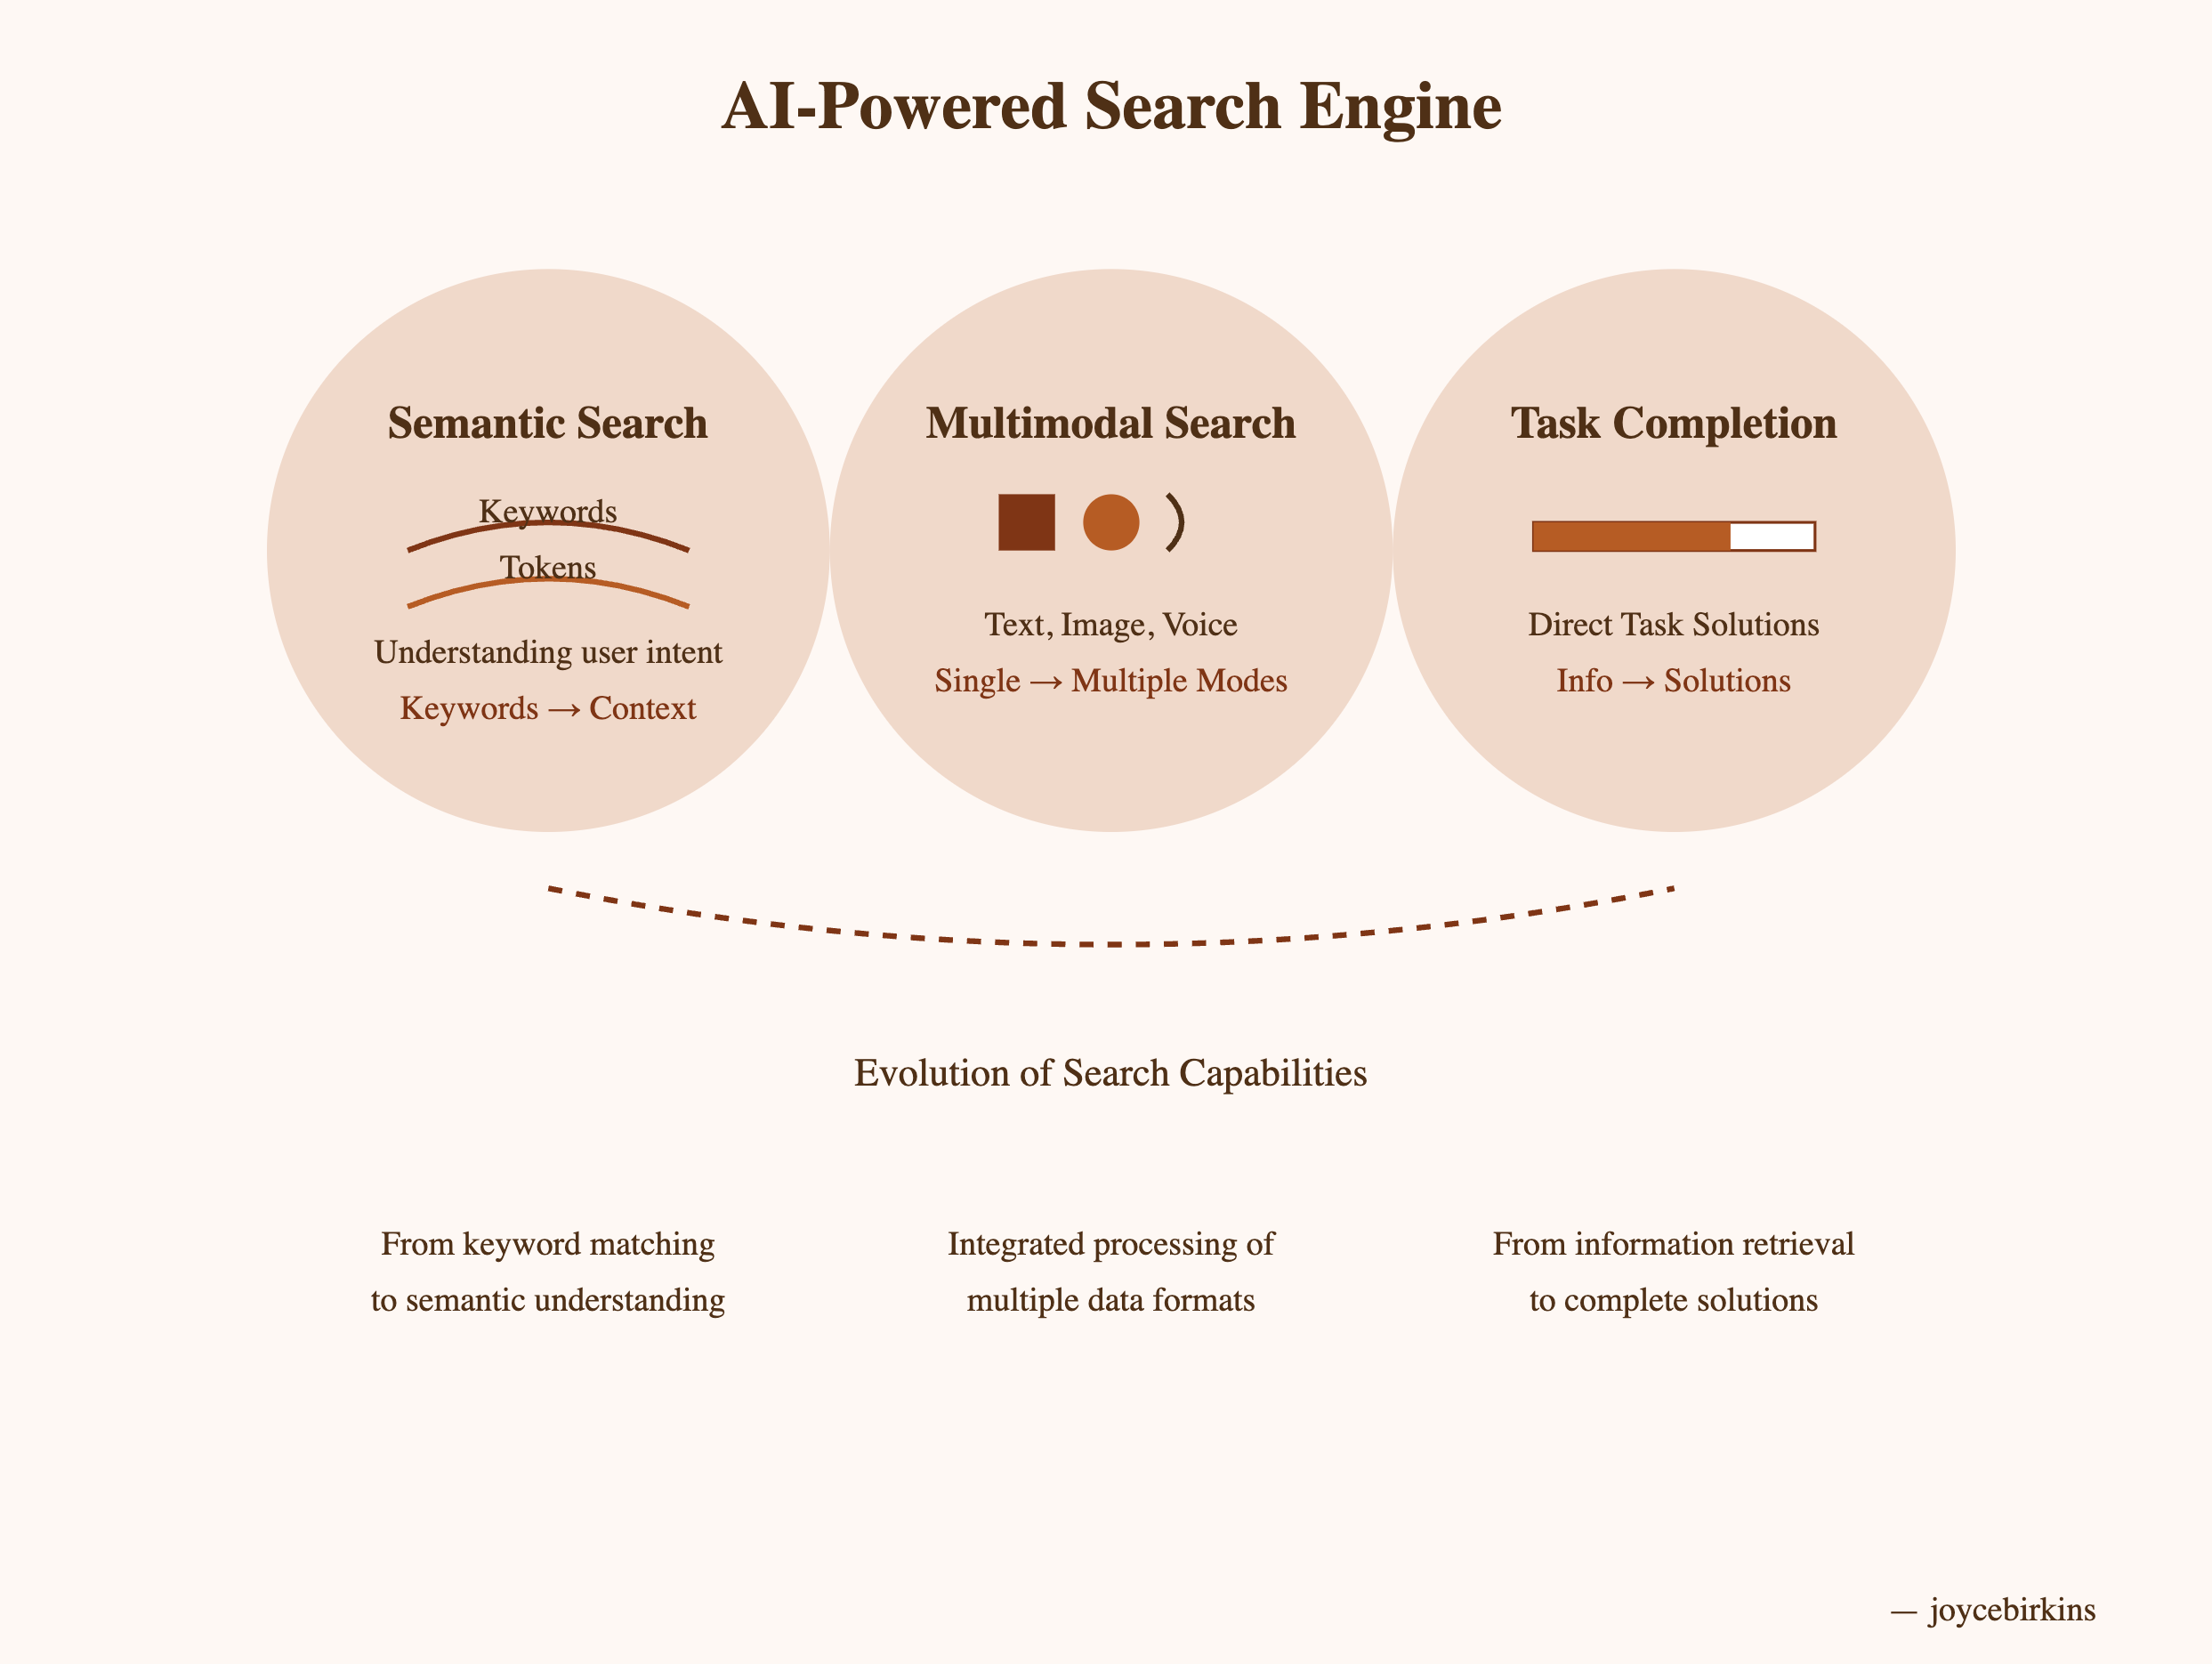 AI-Powered Search Engine
Semantic Search
Keywords
Tokens
Understanding user intent
Keywords → Context
Multimodal Search
Text, Image, Voice
Single → Multiple Modes
Task Completion
Direct Task Solutions
Info → Solutions
Evolution of Search Capabilities
From keyword matching
to semantic understanding
Integrated processing of
multiple data formats
From information retrieval
to complete solutions
— joycebirkins